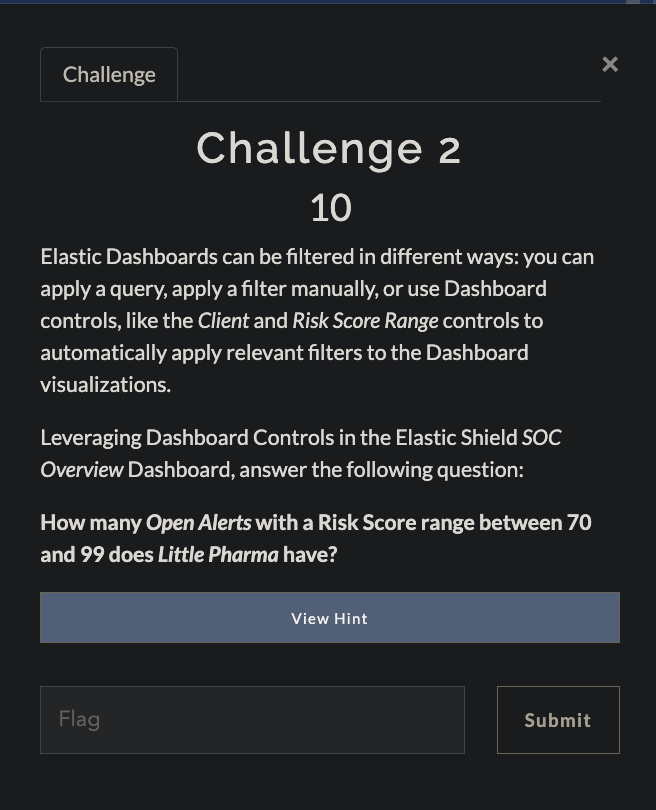 Challenge
×
Challenge 2
10
Elastic Dashboards can be filtered in different ways: you can
apply a query, apply a filter manually, or use Dashboard
controls, like the Client and Risk Score Range controls to
automatically apply relevant filters to the Dashboard
visualizations.
Leveraging Dashboard Controls in the Elastic Shield SOC
Overview Dashboard, answer the following question:
How many Open Alerts with a Risk Score range between 70
and 99 does Little Pharma have?
View Hint
Flag
Submit